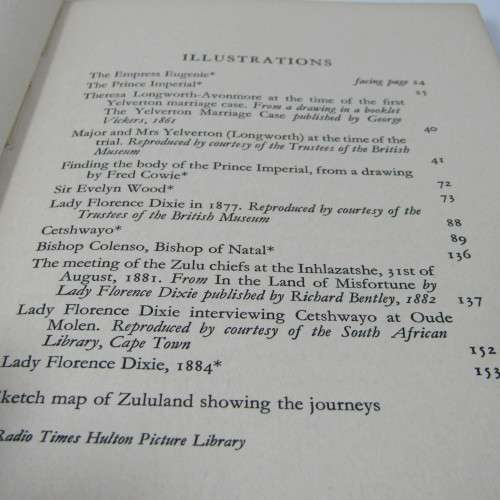 ILLUSTRATIONS
The Empress Eugenie* facing page 24
The Prince Imperial* 25
Theresa Longworth-Avonmore at the time of the first
Yelverton marriage case. From a drawing in a booklet
The Yelverton Marriage Case published by George
Vickers, 1861 40
Major and Mrs Yelverton (Longworth) at the time of the
trial. Reproduced by courtesy of the Trustees of the British
Museum 41
Finding the body of the Prince Imperial, from a drawing
by Fred Cowie* 72
Sir Evelyn Wood* 73
Lady Florence Dixie in 1877. Reproduced by courtesy of the
Trustees of the British Museum 88
Cetshwayo* 89
Bishop Colenso, Bishop of Natal* 136
The meeting of the Zulu chiefs at the Inhlazatshe, 31st of
August, 1881. From In the Land of Misfortune by
Lady Florence Dixie published by Richard Bentley, 1882 137
Lady Florence Dixie interviewing Cetshwayo at Oude
Molen. Reproduced by courtesy of the South African
Library, Cape Town 152
Lady Florence Dixie, 1884* 153
Sketch map of Zululand showing the journeys
Radio Times Hulton Picture Library